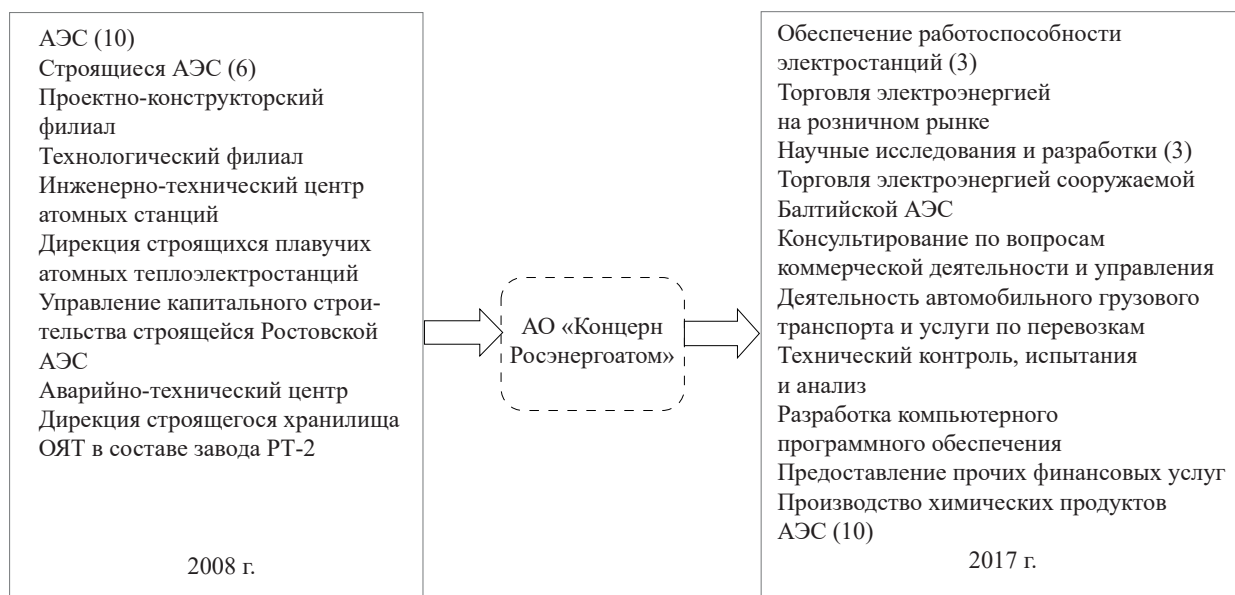 АЭС (10)
Строящиеся АЭС (6)
Проектно-конструкторский
филиал
Технологический филиал
Инженерно-технический центр
атомных станций
Дирекция строящихся плавучих
атомных теплоэлектростанций
Управление капитального строи-
тельства строящейся Ростовской
АЭС
Аварийно-технический центр
Дирекция строящегося хранилища
ОЯТ в составе завода РТ-2
2008 г.
АО «Концерн
Росэнергоатом»
Обеспечение работоспособности
электростанций (3)
Торговля электроэнергией
на розничном рынке
Научные исследования и разработки (3)
Торговля электроэнергией сооружаемой
Балтийской АЭС
Консультирование по вопросам
коммерческой деятельности и управления
Деятельность автомобильного грузового
транспорта и услуги по перевозкам
Технический контроль, испытания
и анализ
Разработка компьютерного
программного обеспечения
Предоставление прочих финансовых услуг
Производство химических продуктов
АЭС (10)
2017 г.